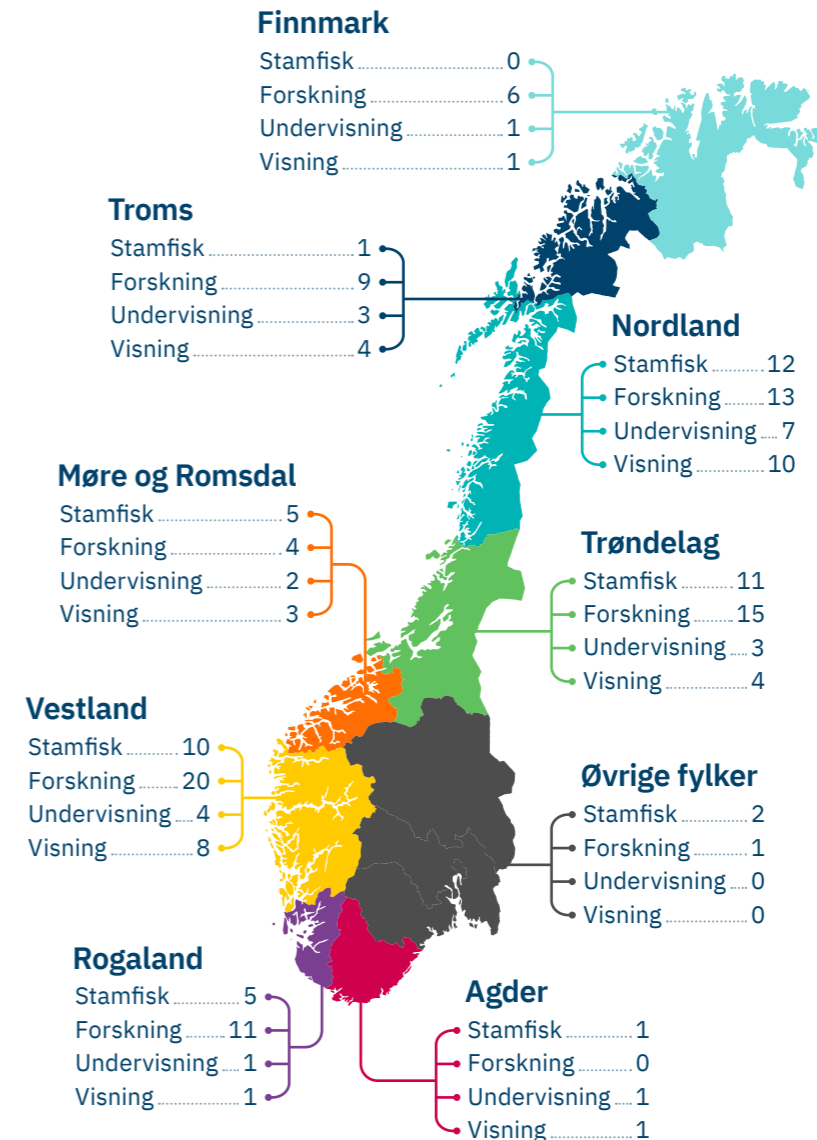 Finnmark
Stamfisk 0
Forskning 6
Undervisning 1
Visning 1
Troms
Stamfisk 1
Forskning 9
Undervisning 3
Visning 4
Nordland
Stamfisk 12
Forskning 13
Undervisning 7
Visning 10
Møre og Romsdal
Stamfisk 5
Forskning 4
Undervisning 2
Visning 3
Trøndelag
Stamfisk 11
Forskning 15
Undervisning 3
Visning 4
Vestland
Stamfisk 10
Forskning 20
Undervisning 4
Visning 8
Øvrige fylker
Stamfisk 2
Forskning 1
Undervisning 0
Visning 0
Rogaland
Stamfisk 5
Forskning 11
Undervisning 1
Visning 1
Agder
Stamfisk 1
Forskning 0
Undervisning 1
Visning 1